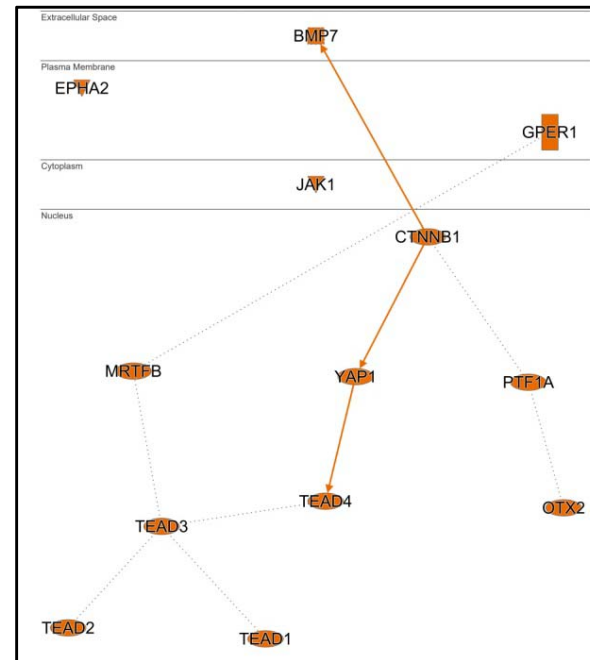 Extracellular Space
BMP7
Plasma Membrane
EPHA2
GPER1
Cytoplasm
JAK1
Nucleus
CTNNB1
MRTFB
YAP1
PTF1A
TEAD4
OTX2
TEAD3
TEAD2
TEAD1